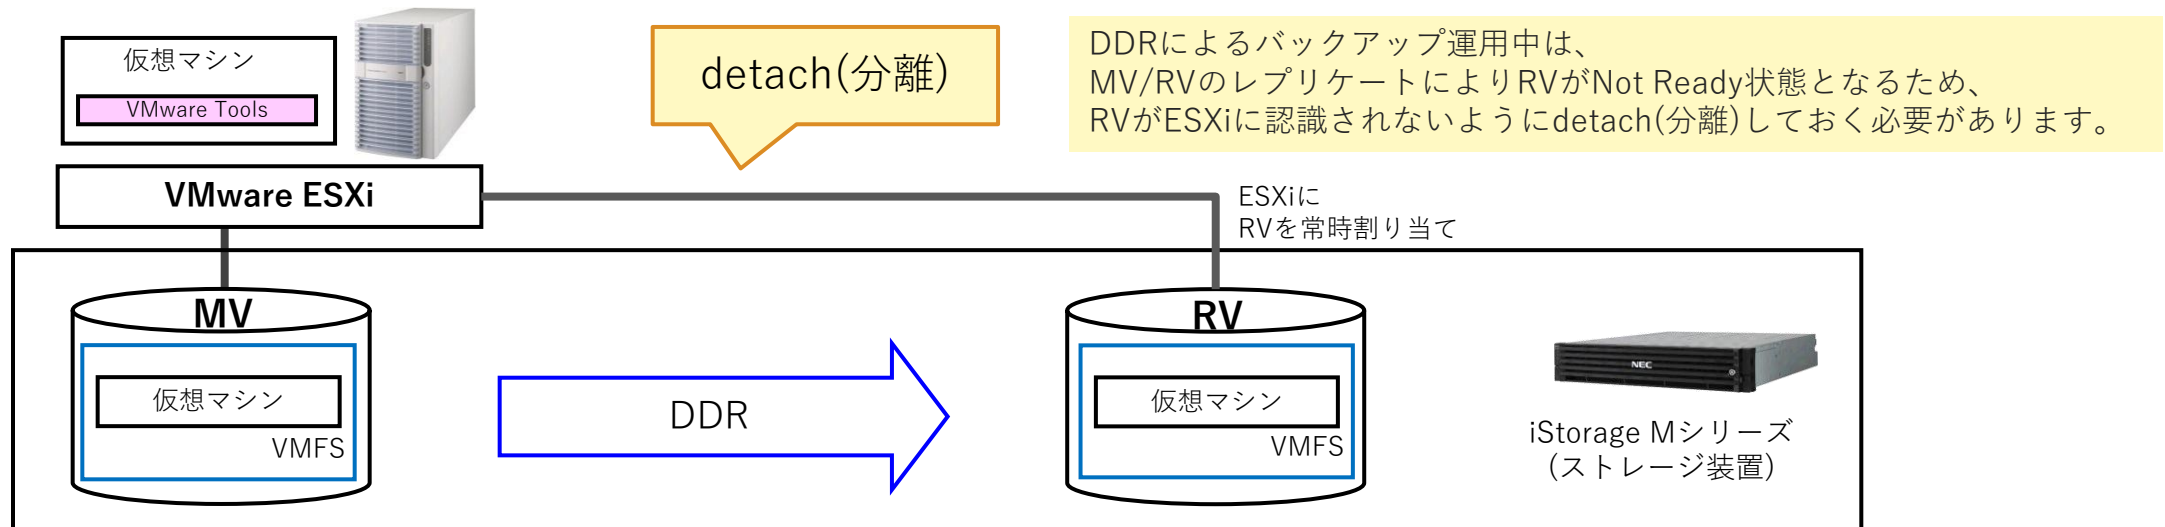 仮想マシン
VMware Tools
detach(分離)
DDRによるバックアップ運用中は、
MV/RVのレプリケートによりRVがNot Ready状態となるため、
RVがESXiに認識されないようにdetach(分離)しておく必要があります。
VMware ESXi
ESXiに
RVを常時割り当て
MV
仮想マシン
VMFS
DDR
RV
仮想マシン
VMFS
NEC
iStorage Mシリーズ
(ストレージ装置)